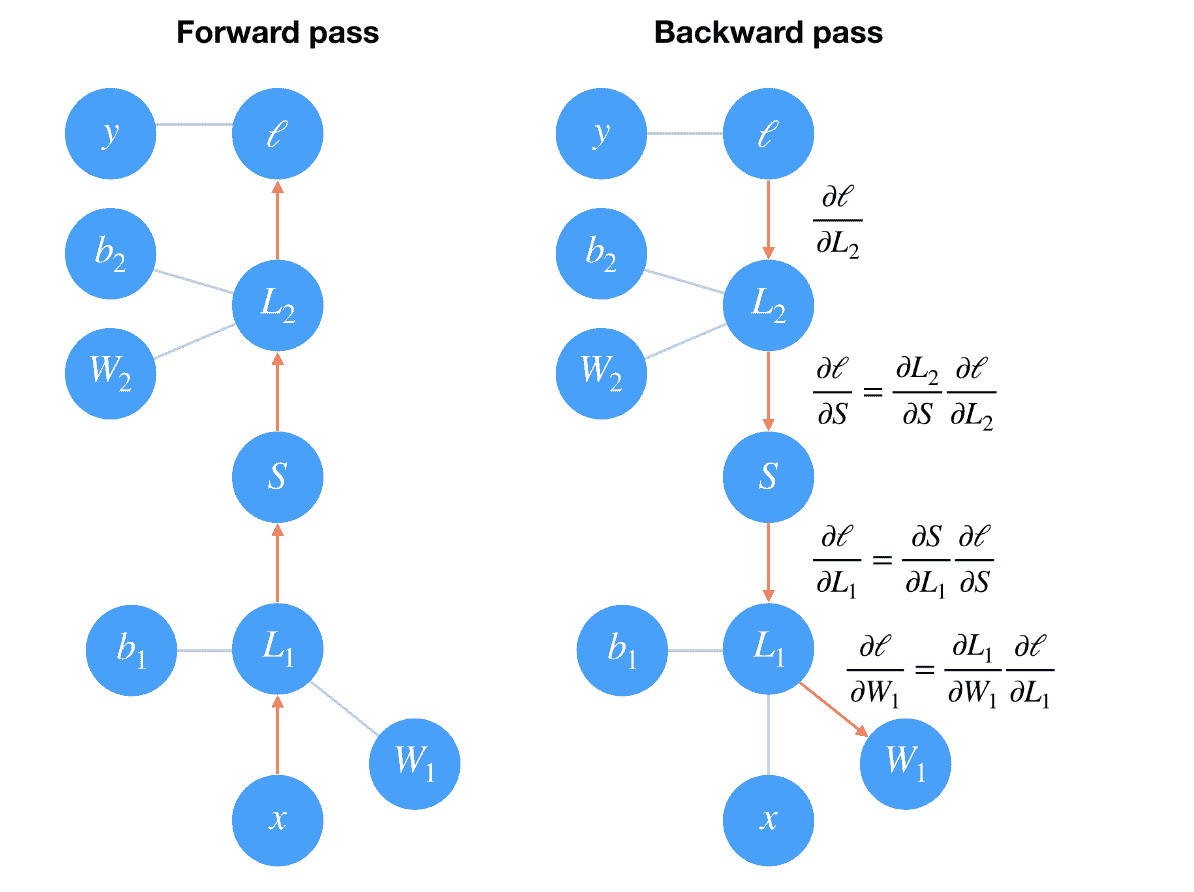 Forward pass
y
ℓ
b₂
L₂
W₂
S
b₁
L₁
W₁
x
Backward pass
y
ℓ
∂ℓ/∂L₂
b₂
L₂
W₂
∂ℓ/∂S = ∂L₂/∂S ∂ℓ/∂L₂
S
∂ℓ/∂L₁ = ∂S/∂L₁ ∂ℓ/∂S
b₁
L₁
∂ℓ/∂W₁ = ∂L₁/∂W₁ ∂ℓ/∂L₁
W₁
x